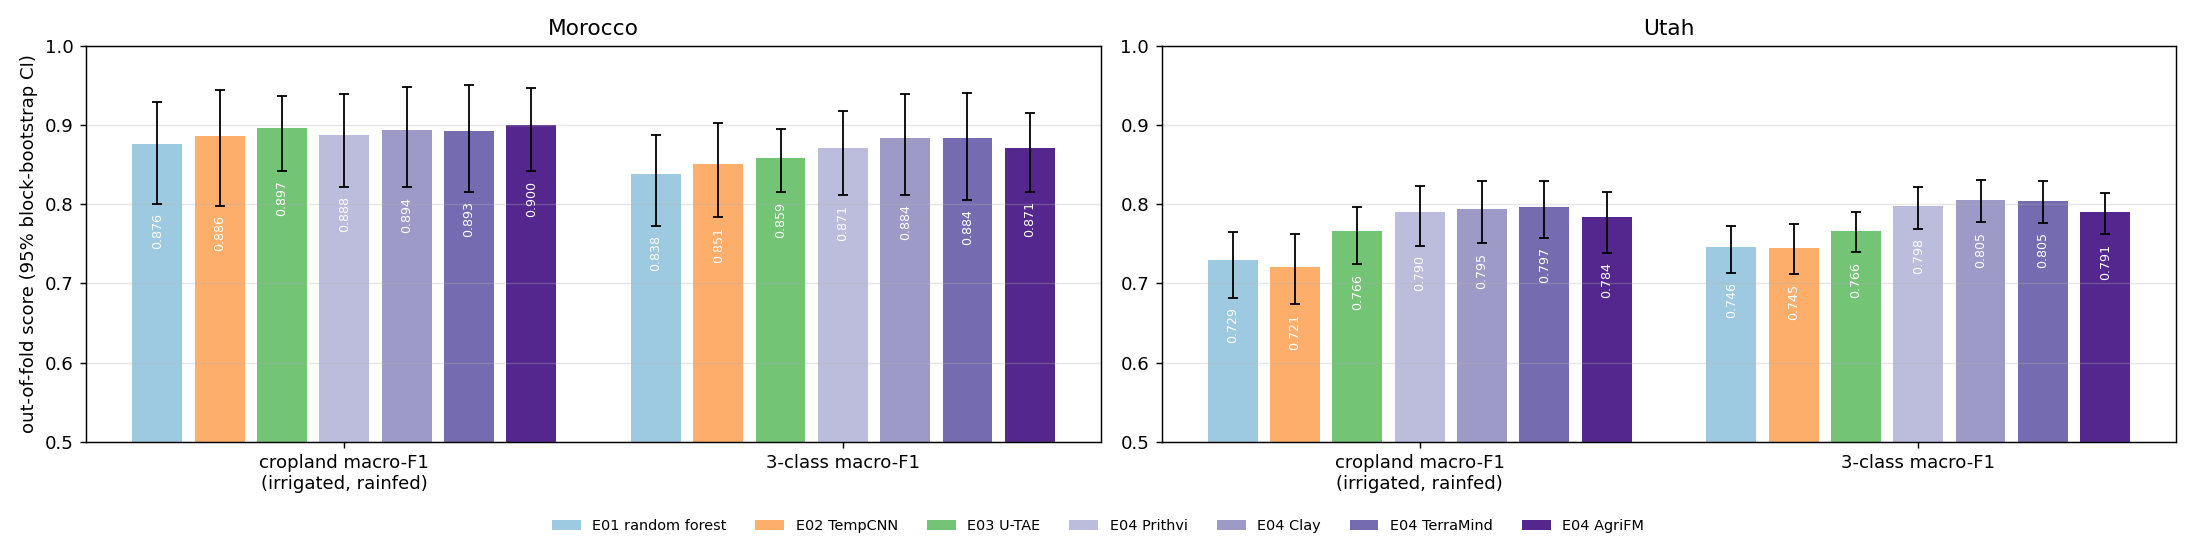 Morocco
out-of-fold score (95% block-bootstrap CI)
1.0
0.9
0.8
0.7
0.6
0.5
0.876
0.886
0.897
0.888
0.894
0.893
0.900
0.838
0.851
0.859
0.871
0.884
0.884
0.871
cropland macro-F1
(irrigated, rainfed)
3-class macro-F1
Utah
1.0
0.9
0.8
0.7
0.6
0.5
0.729
0.721
0.766
0.790
0.795
0.797
0.784
0.746
0.745
0.766
0.798
0.805
0.805
0.791
cropland macro-F1
(irrigated, rainfed)
3-class macro-F1
E01 random forest
E02 TempCNN
E03 U-TAE
E04 Prithvi
E04 Clay
E04 TerraMind
E04 AgriFM